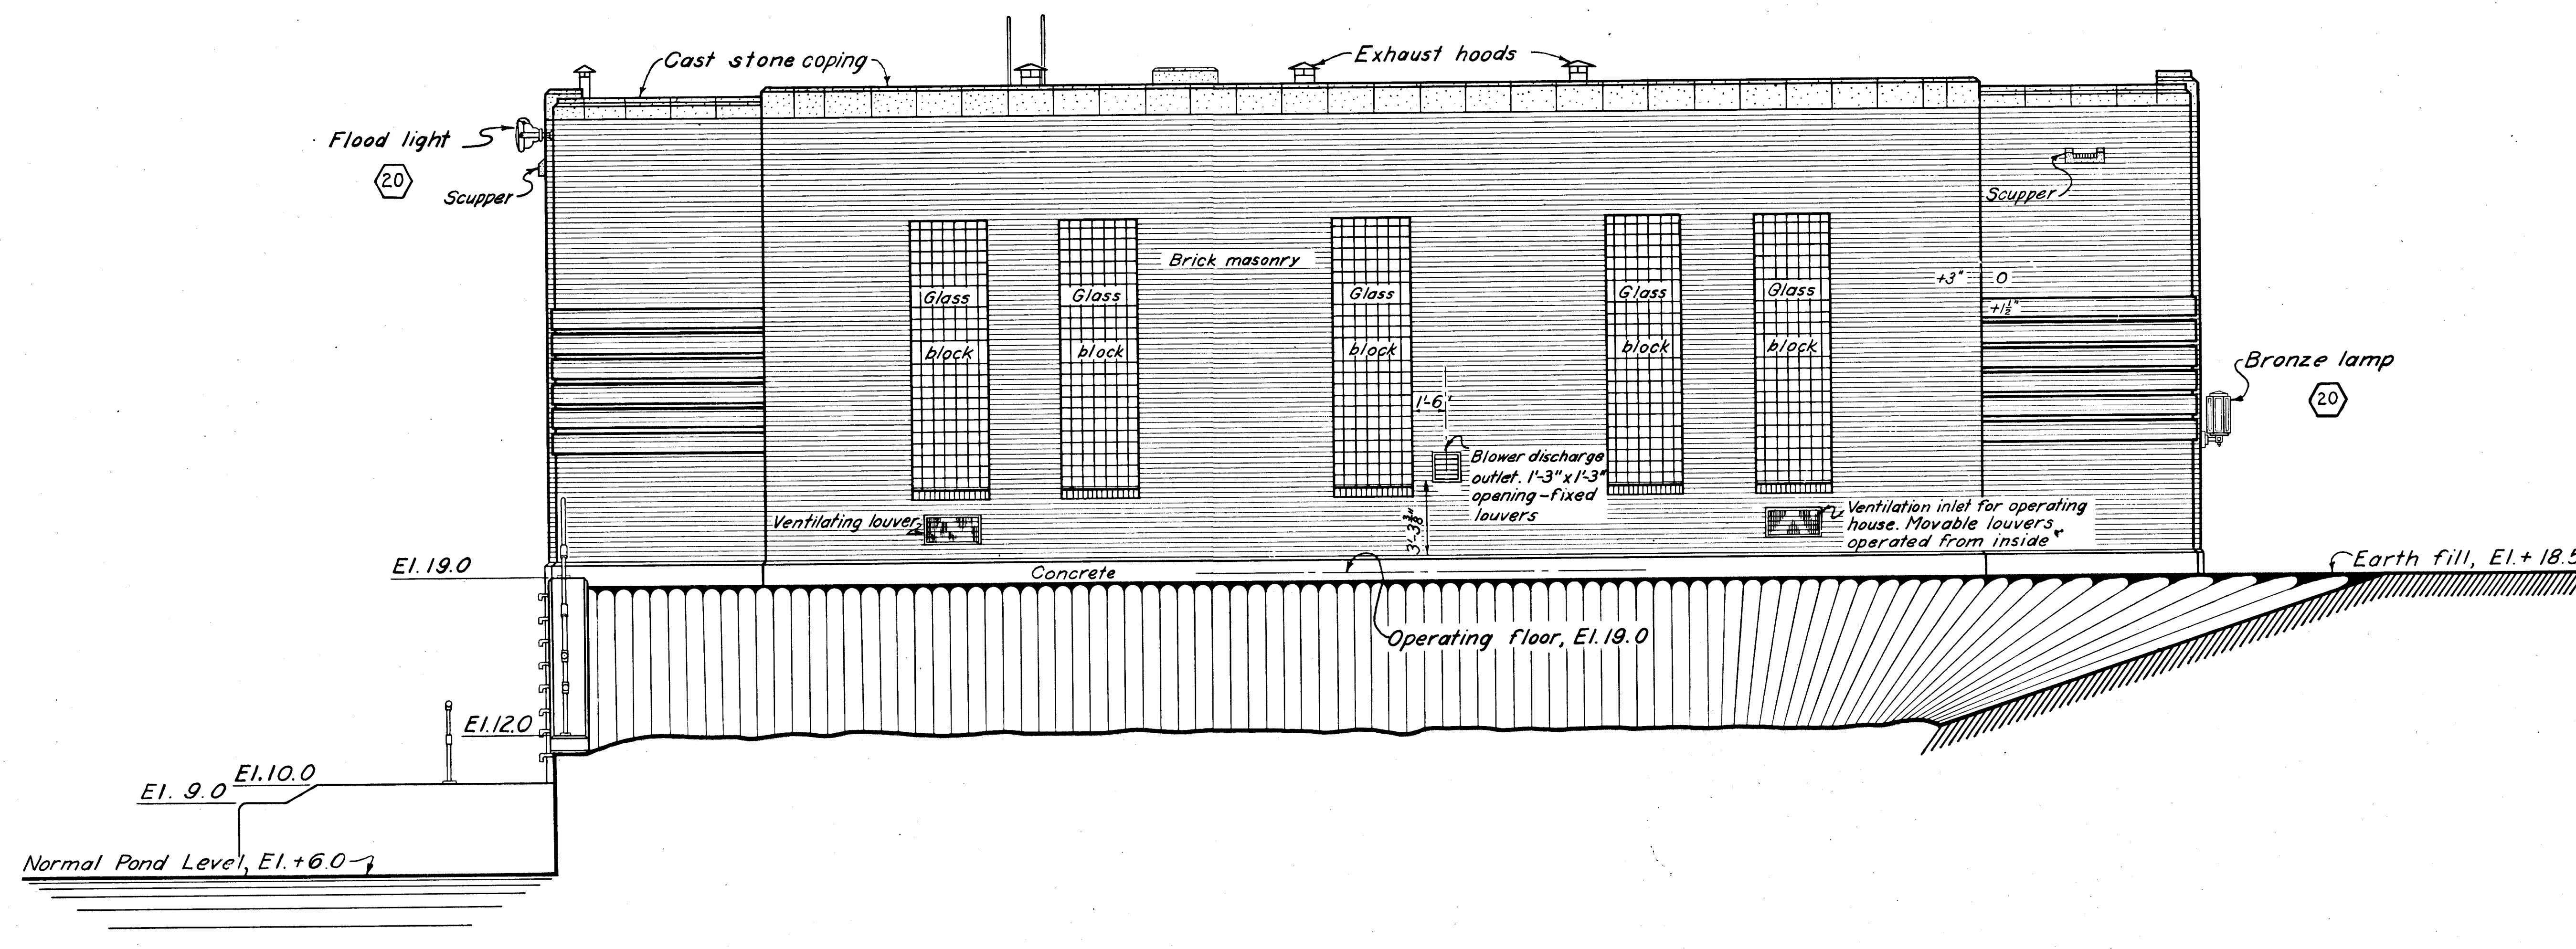 Cast stone coping
Exhaust hoods
Flood light
20
Scupper
Scupper
Brick masonry
+3" 0
+1½"
Glass
block
Glass
block
Glass
block
Glass
block
Glass
block
Bronze lamp
20
1'-6"
Blower discharge
outlet. 1'-3" x 1'-3"
opening - fixed
louvers
3'-3⅜"
Ventilating louver
Ventilation inlet for operating
house. Movable louvers
operated from inside
El. 19.0
Concrete
Earth fill, El. + 18.5
Operating floor, El. 19.0
El. 12.0
El. 10.0
El. 9.0
Normal Pond Level, El. +6.0